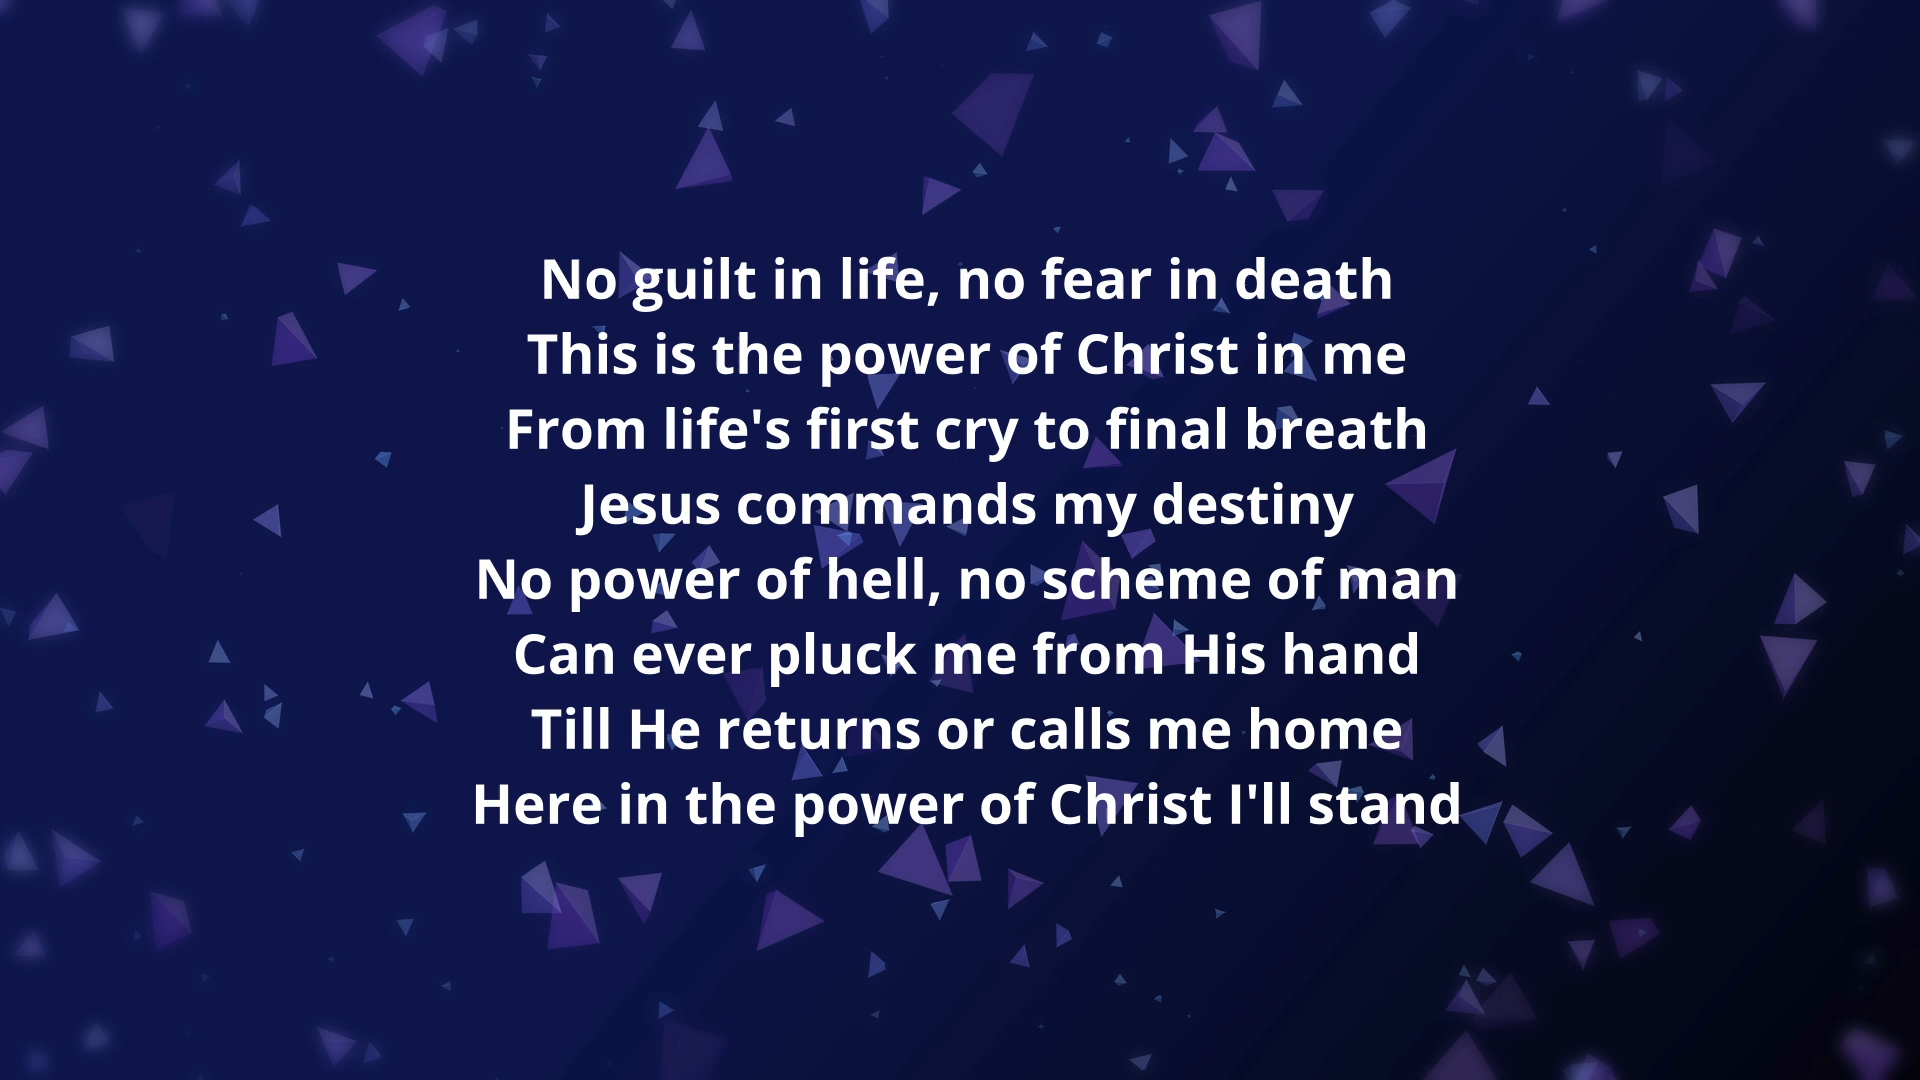 No guilt in life, no fear in death
This is the power of Christ in me
From life's first cry to final breath
Jesus commands my destiny
No power of hell, no scheme of man
Can ever pluck me from His hand
Till He returns or calls me home
Here in the power of Christ I'll stand